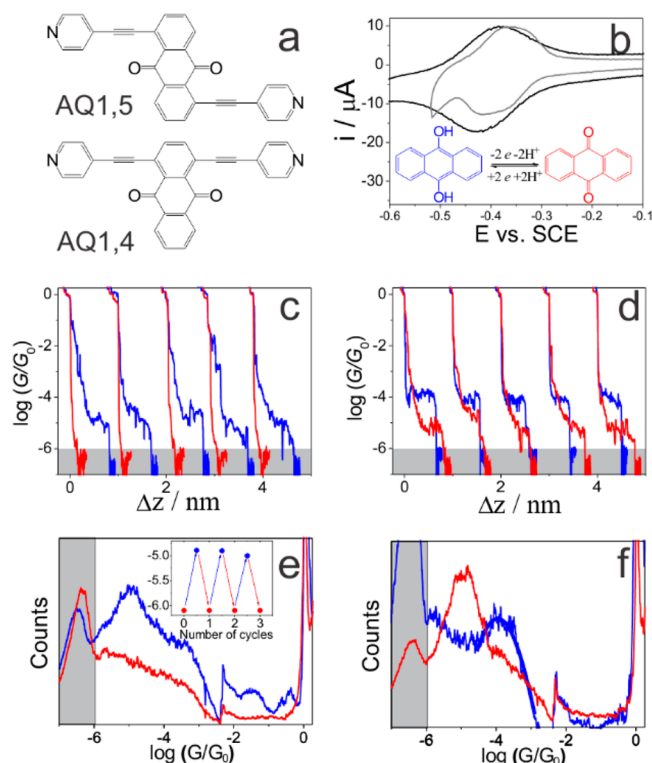 a
N
O
O
N
AQ1,5
N
N
O
O
AQ1,4
b
i / μA
10
0
-10
-20
-30
OH
OH
-2 e -2H⁺
+2 e +2H⁺
O
O
-0.6 -0.5 -0.4 -0.3 -0.2 -0.1
E vs. SCE
c
log (G/G₀)
0
-2
-4
-6
0 2 4
Δz / nm
d
log (G/G₀)
0
-2
-4
-6
0 2 4
Δz / nm
e
Counts
-5.0
-5.5
-6.0
0 1 2 3
Number of cycles
-6 -4 -2 0
log (G/G₀)
f
Counts
-6 -4 -2 0
log (G/G₀)